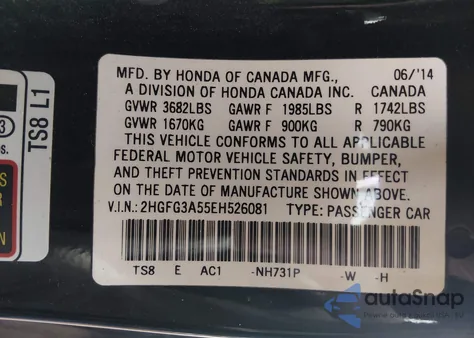 MFD. BY HONDA OF CANADA MFG., 06/'14
A DIVISION OF HONDA CANADA INC. CANADA
GVWR 3682LBS GAWR F 1985LBS R 1742LBS
GVWR 1670KG GAWR F 900KG R 790KG
THIS VEHICLE CONFORMS TO ALL APPLICABLE
FEDERAL MOTOR VEHICLE SAFETY, BUMPER,
AND THEFT PREVENTION STANDARDS IN EFFECT
ON THE DATE OF MANUFACTURE SHOWN ABOVE.
V.I.N.: 2HGFG3A55EH526081 TYPE: PASSENGER CAR
TS8 E AC1 -NH731P -W -H
TS8 L1
3
s.
S
R
N
autoSnap